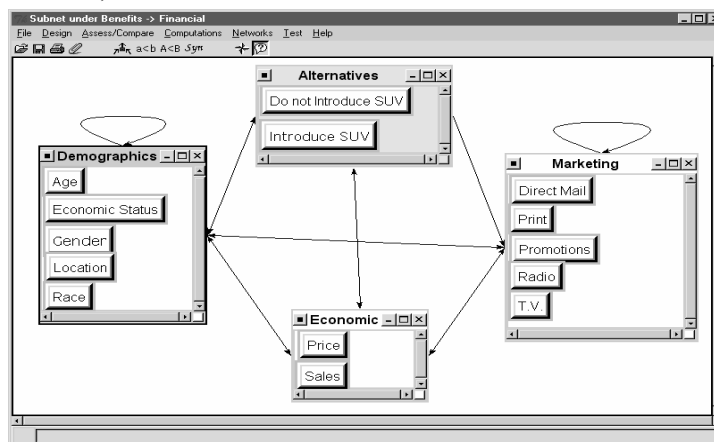 Subnet under Benefits -> Financial
File Design Assess/Compare Computations Networks Test Help
a<b A<B Syn
Alternatives
Do not Introduce SUV
Introduce SUV
Demographics
Age
Economic Status
Gender
Location
Race
Marketing
Direct Mail
Print
Promotions
Radio
T.V.
Economic
Price
Sales